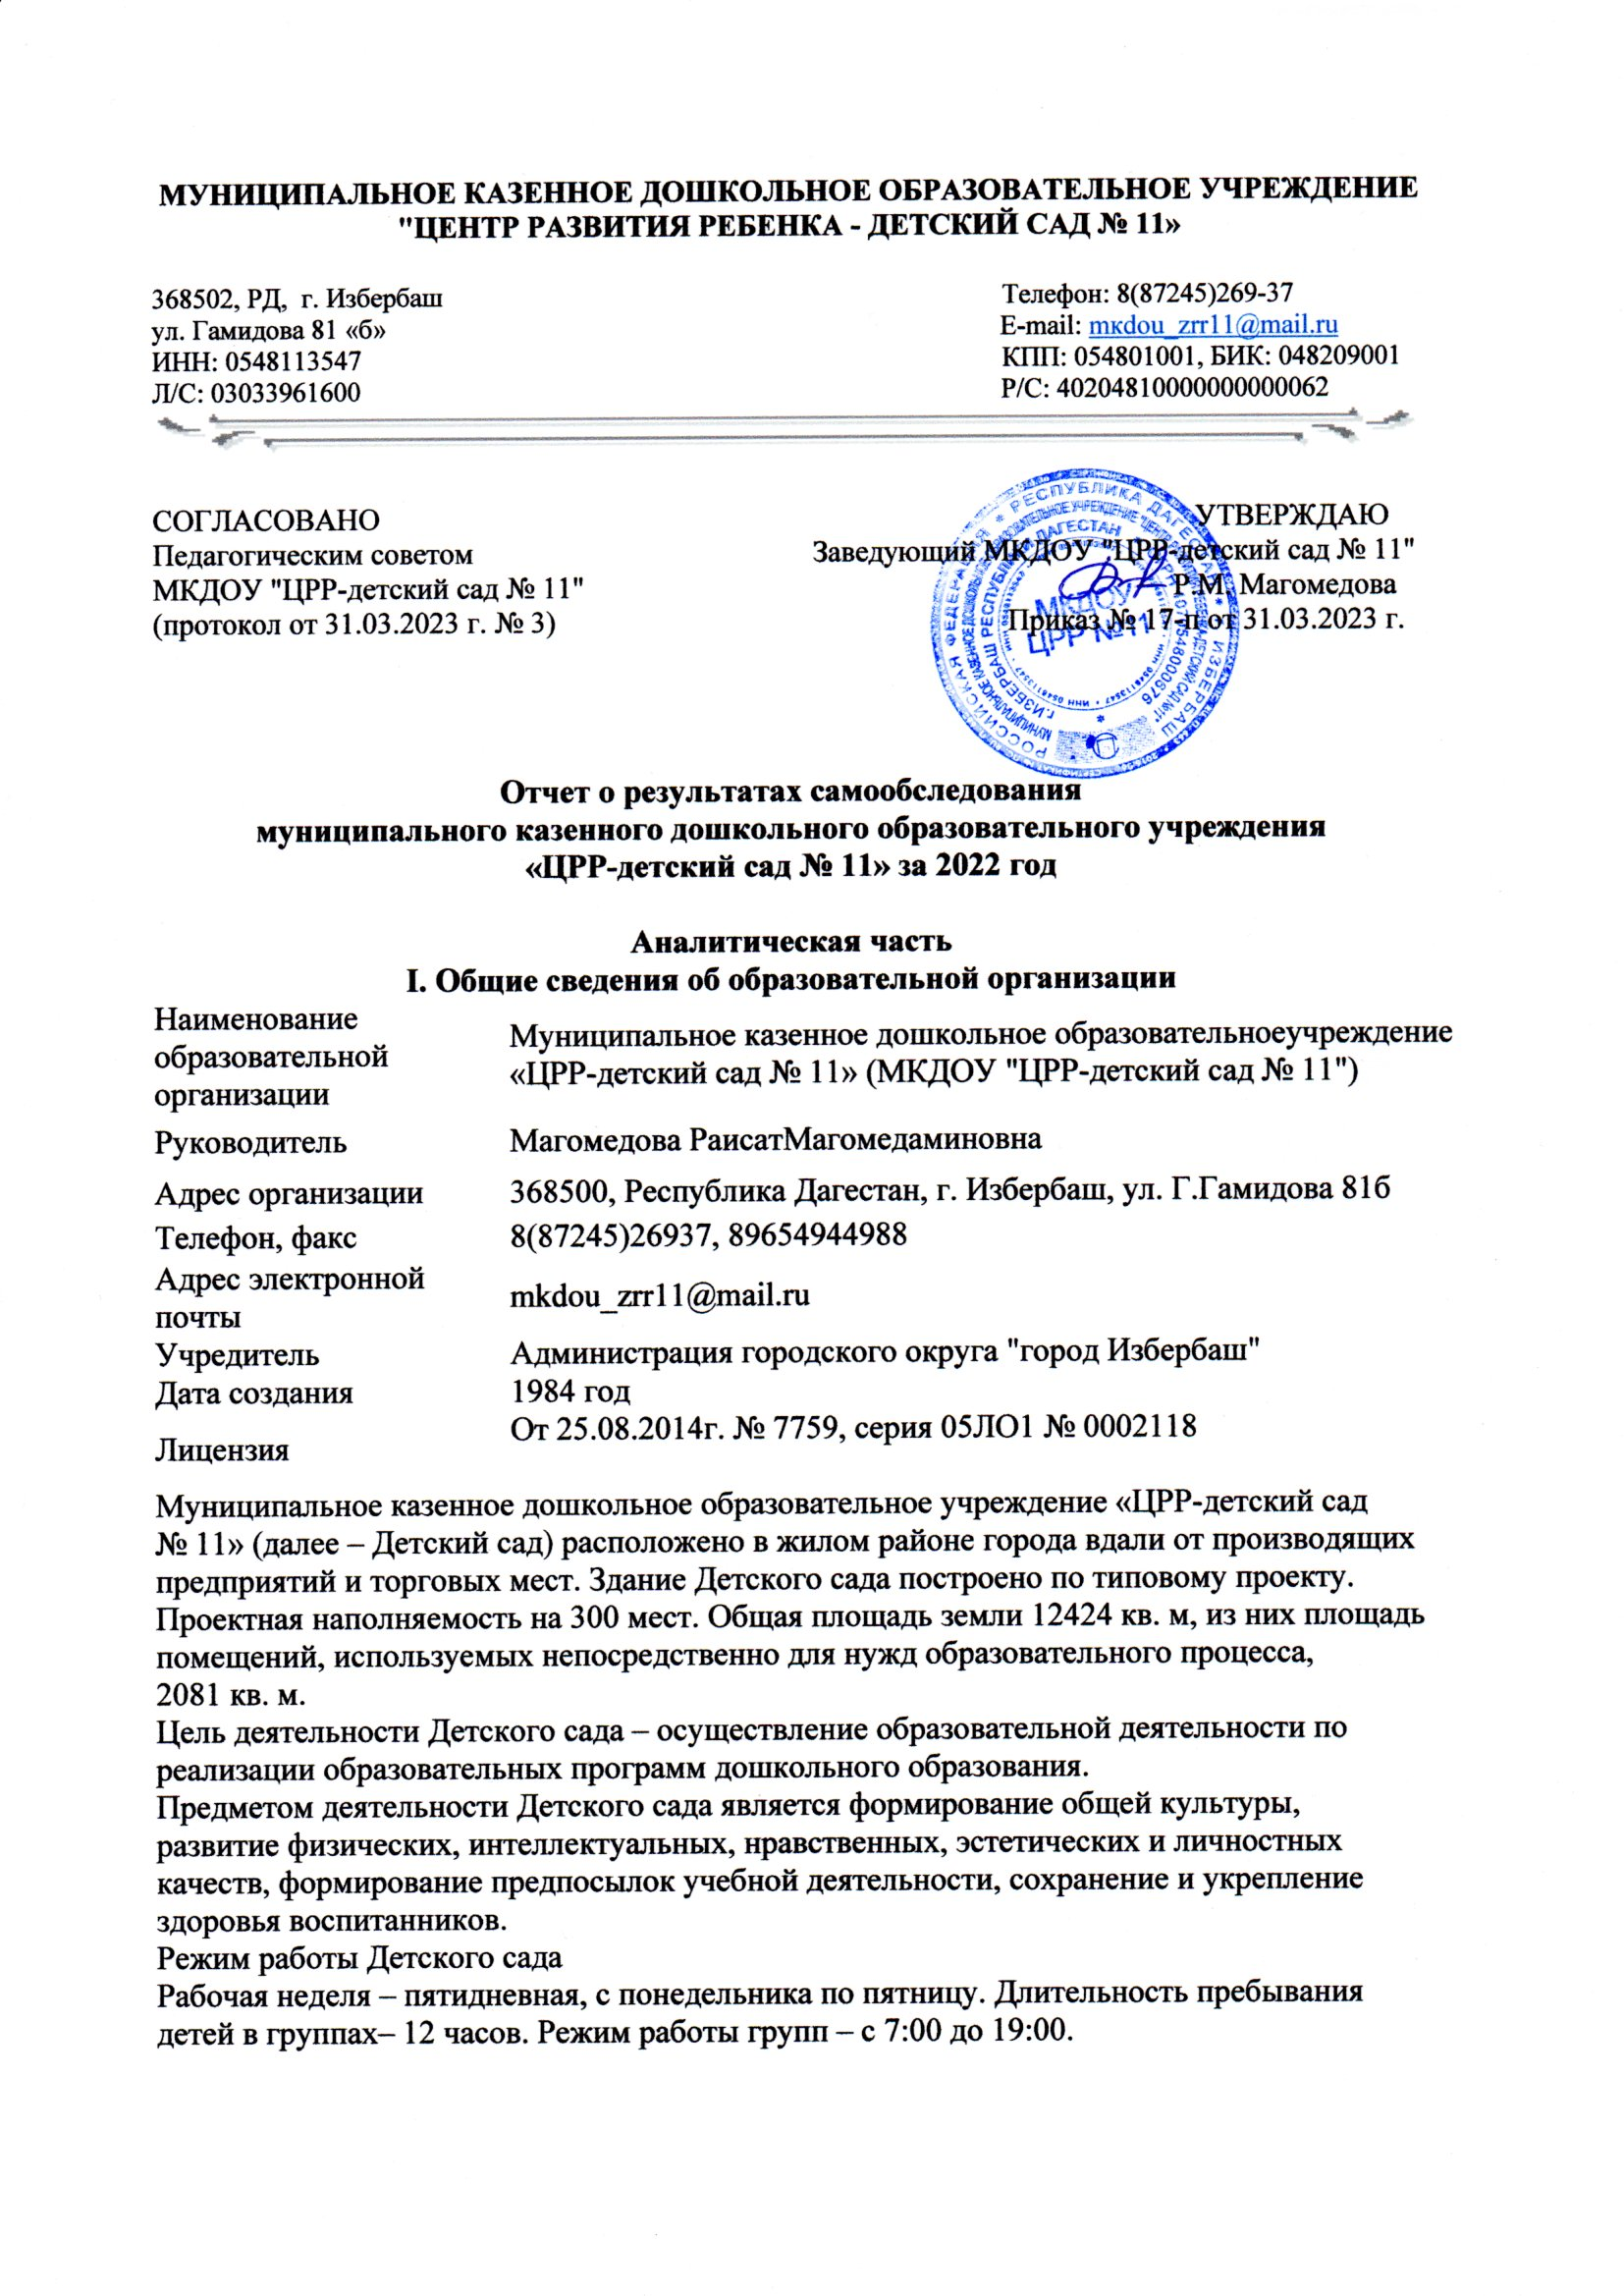 МУНИЦИПАЛЬНОЕ КАЗЕННОЕ ДОШКОЛЬНОЕ ОБРАЗОВАТЕЛЬНОЕ УЧРЕЖДЕНИЕ
"ЦЕНТР РАЗВИТИЯ РЕБЕНКА - ДЕТСКИЙ САД № 11»
368502, РД, г. Избербаш
ул. Гамидова 81 «б»
ИНН: 0548113547
Л/С: 03033961600
Телефон: 8(87245)269-37
E-mail: mкdou_zrr11@mail.ru
КПП: 054801001, БИК: 048209001
Р/С: 40204810000000000062
СОГЛАСОВАНО
Педагогическим советом
МКДОУ "ЦРР-детский сад № 11"
(протокол от 31.03.2023 г. № 3)
УТВЕРЖДАЮ
Заведующий МКДОУ "ЦРР-детский сад № 11"
Р.М. Магомедова
Приказ № 17-п от 31.03.2023 г.
РОССИЙСКАЯ ФЕДЕРАЦИЯ * РЕСПУБЛИКА ДАГЕСТАН * ИЗБЕРБАШ
г. ИЗБЕРБАШ РЕСПУБЛИКИ ДАГЕСТАН
МКДОУ
ЦРР №11
Отчет о результатах самообследования
муниципального казенного дошкольного образовательного учреждения
«ЦРР-детский сад № 11» за 2022 год
Аналитическая часть
I. Общие сведения об образовательной организации
Наименование
образовательной
организации
Муниципальное казенное дошкольное образовательноеучреждение
«ЦРР-детский сад № 11» (МКДОУ "ЦРР-детский сад № 11")
Руководитель
Магомедова РаисатМагомедаминовна
Адрес организации
368500, Республика Дагестан, г. Избербаш, ул. Г.Гамидова 81б
Телефон, факс
8(87245)26937, 89654944988
Адрес электронной
почты
mkdou_zrr11@mail.ru
Учредитель
Администрация городского округа "город Избербаш"
Дата создания
1984 год
Лицензия
От 25.08.2014г. № 7759, серия 05ЛО1 № 0002118
Муниципальное казенное дошкольное образовательное учреждение «ЦРР-детский сад
№ 11» (далее – Детский сад) расположено в жилом районе города вдали от производящих
предприятий и торговых мест. Здание Детского сада построено по типовому проекту.
Проектная наполняемость на 300 мест. Общая площадь земли 12424 кв. м, из них площадь
помещений, используемых непосредственно для нужд образовательного процесса,
2081 кв. м.
Цель деятельности Детского сада – осуществление образовательной деятельности по
реализации образовательных программ дошкольного образования.
Предметом деятельности Детского сада является формирование общей культуры,
развитие физических, интеллектуальных, нравственных, эстетических и личностных
качеств, формирование предпосылок учебной деятельности, сохранение и укрепление
здоровья воспитанников.
Режим работы Детского сада
Рабочая неделя – пятидневная, с понедельника по пятницу. Длительность пребывания
детей в группах– 12 часов. Режим работы групп – с 7:00 до 19:00.